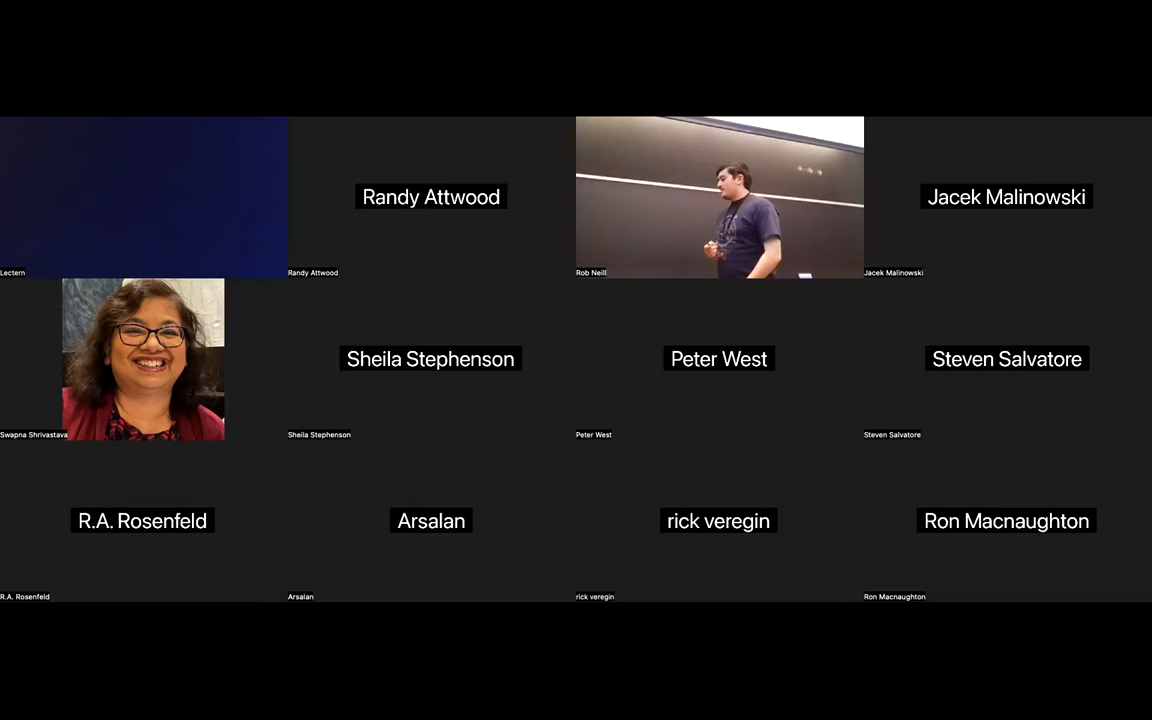 Lectern
Randy Attwood
Randy Attwood
Rob Neill
Jacek Malinowski
Jacek Malinowski
Swapna Shrivastava
Sheila Stephenson
Sheila Stephenson
Peter West
Peter West
Steven Salvatore
Steven Salvatore
R.A. Rosenfeld
R.A. Rosenfeld
Arsalan
Arsalan
rick veregin
rick veregin
Ron Macnaughton
Ron Macnaughton